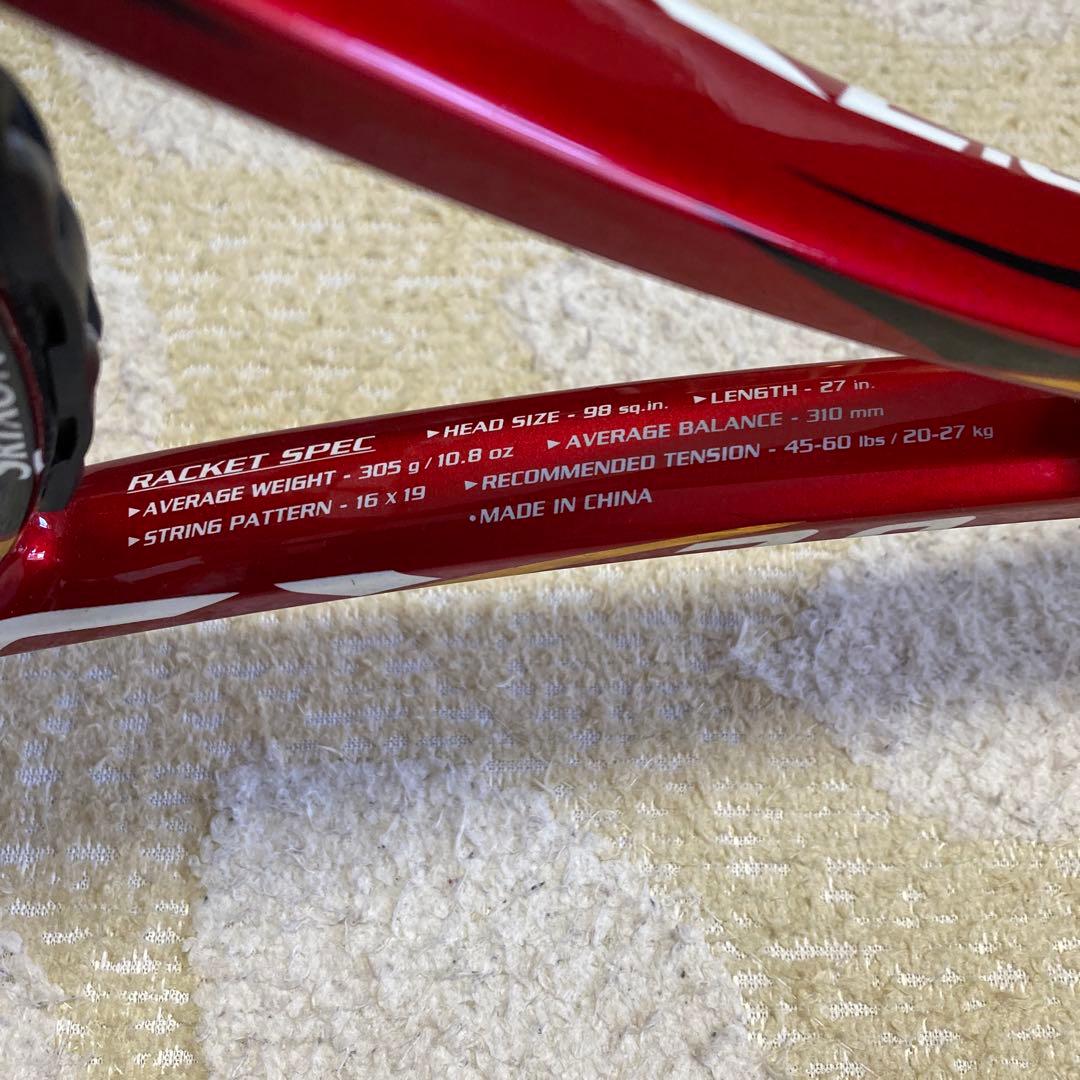 RACKET SPEC ►HEAD SIZE - 98 sq.in. ►LENGTH - 27 in.
►AVERAGE WEIGHT - 305 g / 10.8 oz ►AVERAGE BALANCE - 310 mm
►STRING PATTERN - 16 X 19 ►RECOMMENDED TENSION - 45-60 lbs / 20-27 kg
•MADE IN CHINA
SRIXON